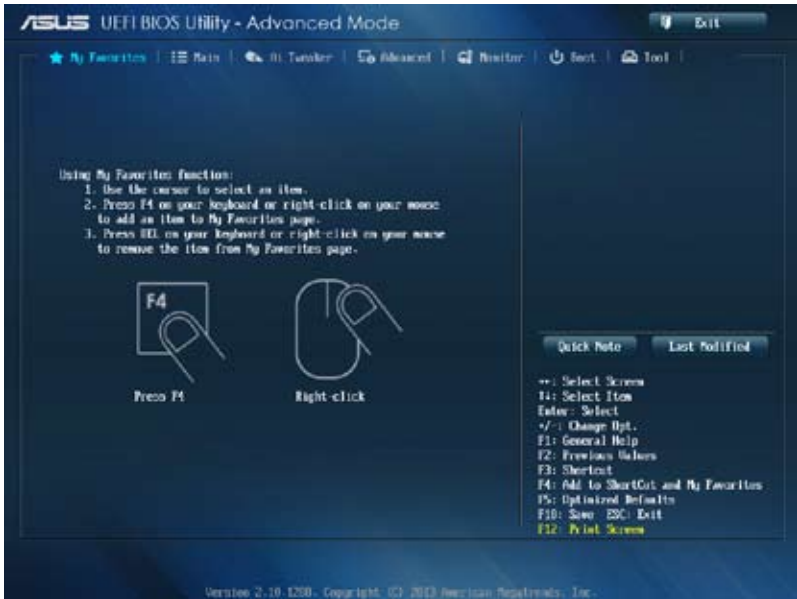 ASUS UEFI BIOS Utility - Advanced Mode
Exit
My Favorites | Main | Ai Tweaker | Advanced | Monitor | Boot | Tool |
Using My Favorites function:
1. Use the cursor to select an item.
2. Press F4 on your keyboard or right-click on your mouse
to add an item to My Favorites page.
3. Press DEL on your keyboard or right-click on your mouse
to remove the item from My Favorites page.
F4
Press F4
Right-click
Quick Note
Last Modified
→←: Select Screen
↑↓: Select Item
Enter: Select
+/-: Change Opt.
F1: General Help
F2: Previous Values
F3: Shortcut
F4: Add to ShortCut and My Favorites
F5: Optimized Defaults
F10: Save ESC: Exit
F12: Print Screen
Version 2.10.1208. Copyright (C) 2013 American Megatrends, Inc.